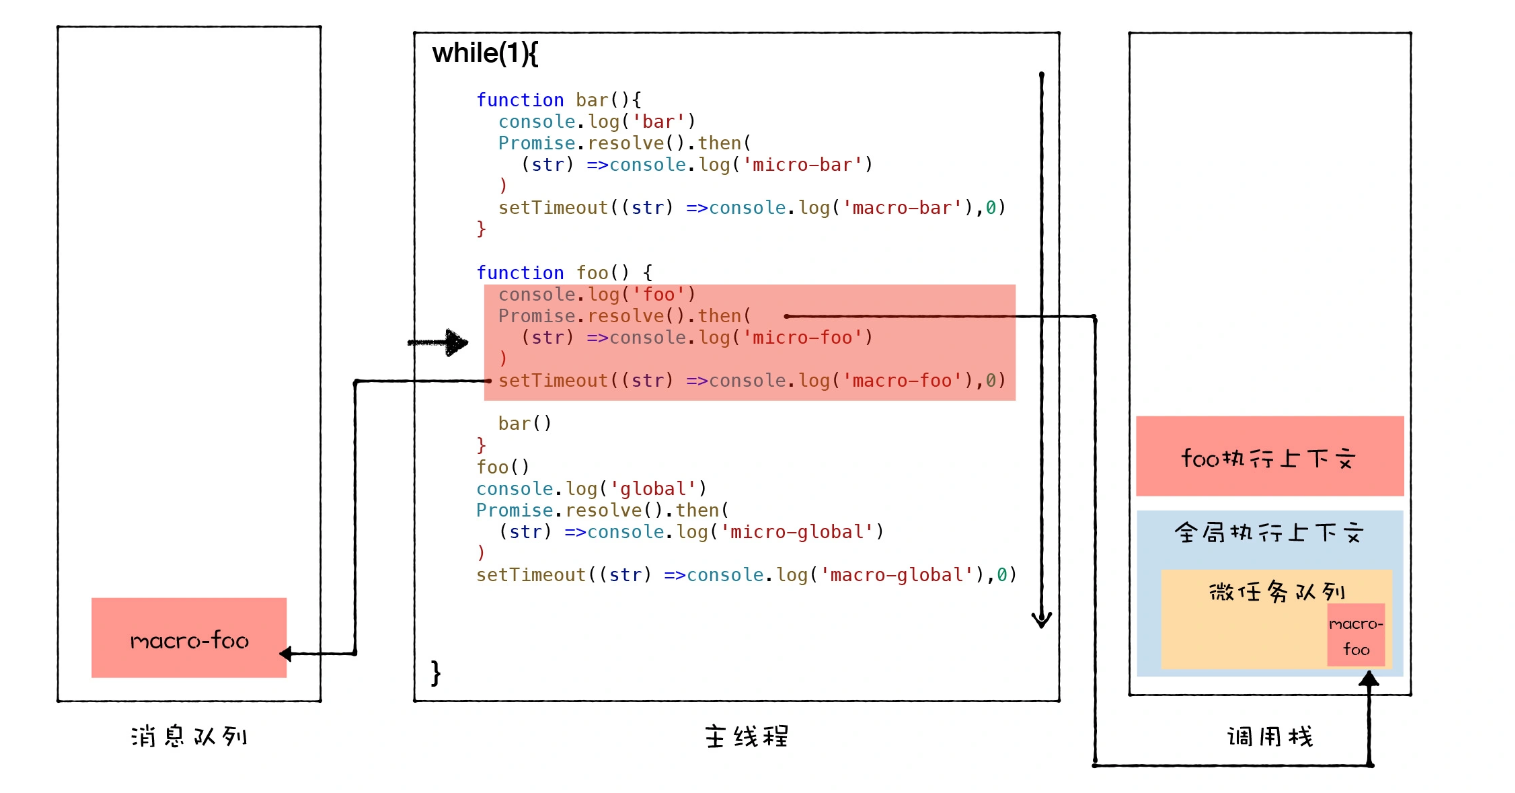 while(1){
function bar(){
console.log('bar')
Promise.resolve().then(
(str) =>console.log('micro-bar')
)
setTimeout((str) =>console.log('macro-bar'),0)
}
function foo() {
console.log('foo')
Promise.resolve().then(
(str) =>console.log('micro-foo')
)
setTimeout((str) =>console.log('macro-foo'),0)
bar()
}
foo()
console.log('global')
Promise.resolve().then(
(str) =>console.log('micro-global')
)
setTimeout((str) =>console.log('macro-global'),0)
}
macro-foo
foo执行上下文
全局执行上下文
微任务队列
macro-
foo
消息队列
主线程
调用栈